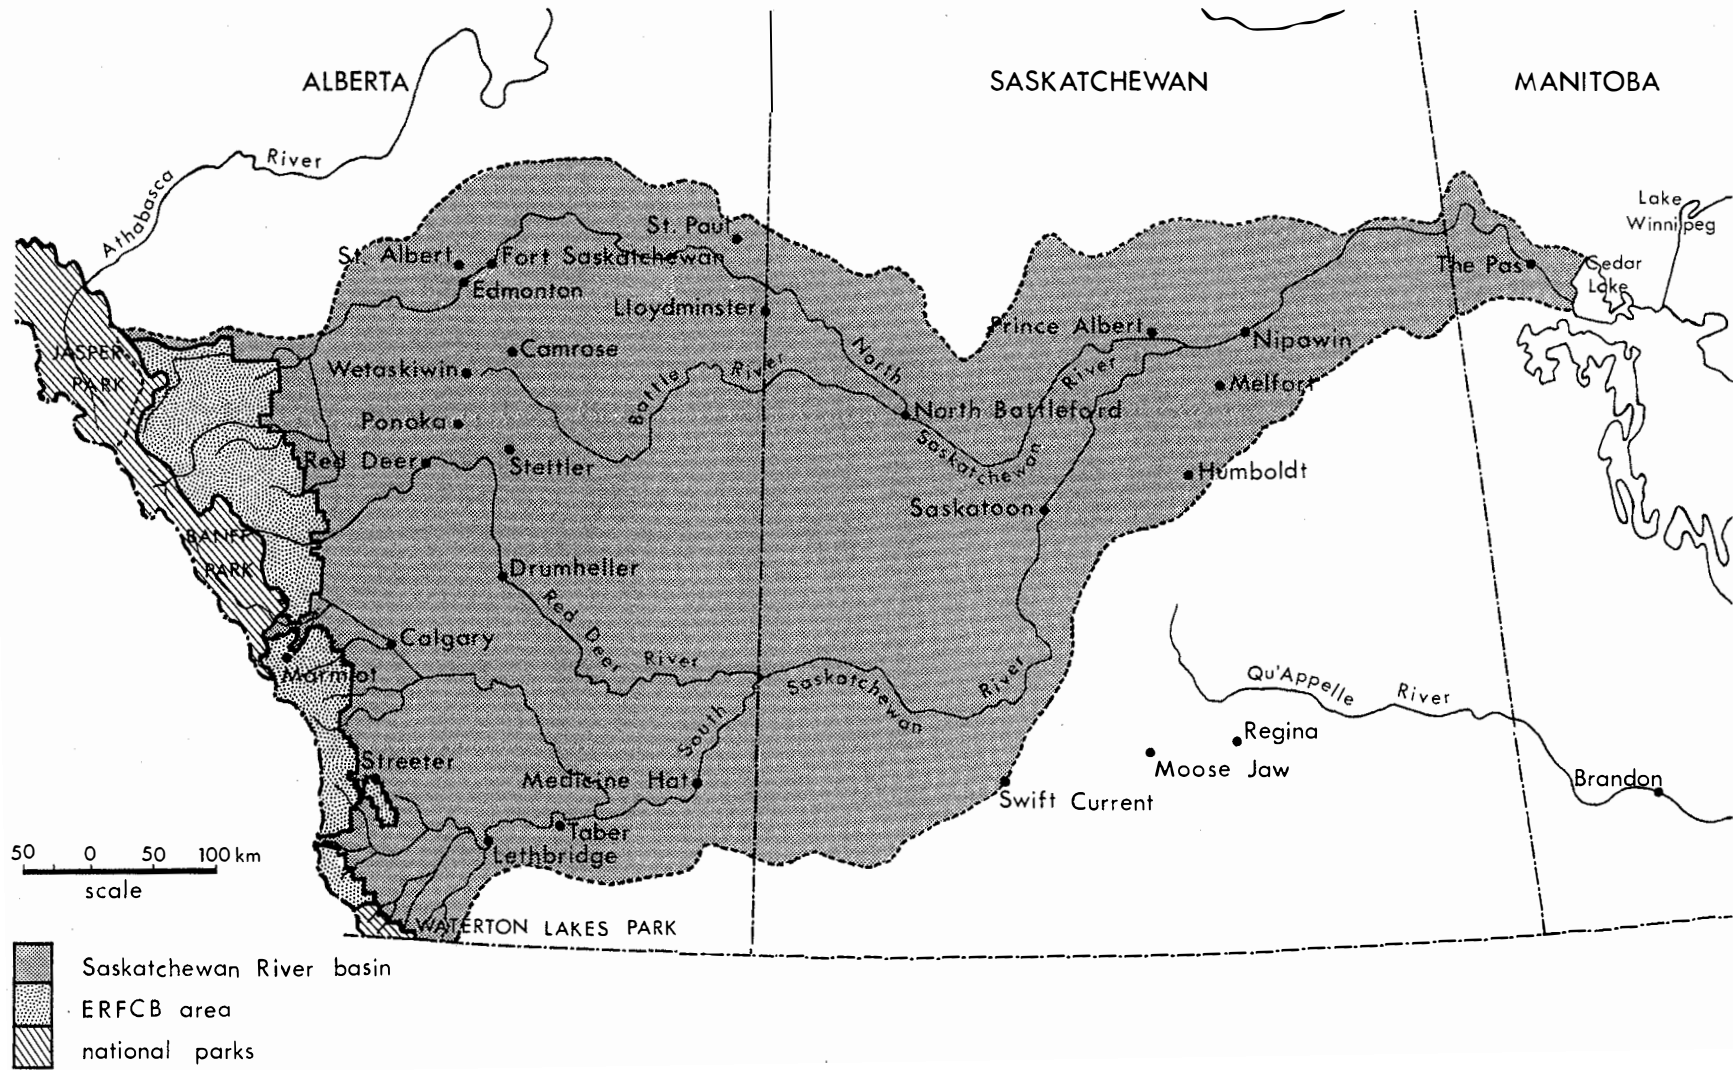 ALBERTA
SASKATCHEWAN
MANITOBA
Athabasca River
Lake
Winnipeg
St. Paul
St. Albert
Fort Saskatchewan
The Pas
Cedar
Lake
Edmonton
Lloydminster
Prince Albert
Nipawin
JASPER
PARK
Camrose
Wetaskiwin
Battle River
North
Saskatchewan
River
Melfort
Ponoka
North Battleford
Red Deer
Stettler
Humboldt
Saskatoon
BANFF
PARK
Drumheller
Red Deer River
Calgary
Marmot
South
Saskatchewan
River
Qu'Appelle River
Streeter
Medicine Hat
Regina
Moose Jaw
Swift Current
Brandon
Taber
Lethbridge
50 0 50 100 km
scale
WATERTON LAKES PARK
Saskatchewan River basin
ERFCB area
national parks